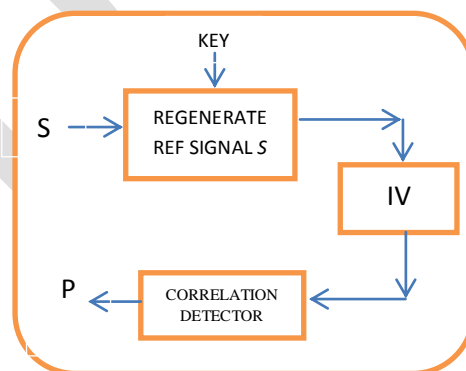 KEY
S
REGENERATE
REF SIGNAL S
IV
P
CORRELATION
DETECTOR